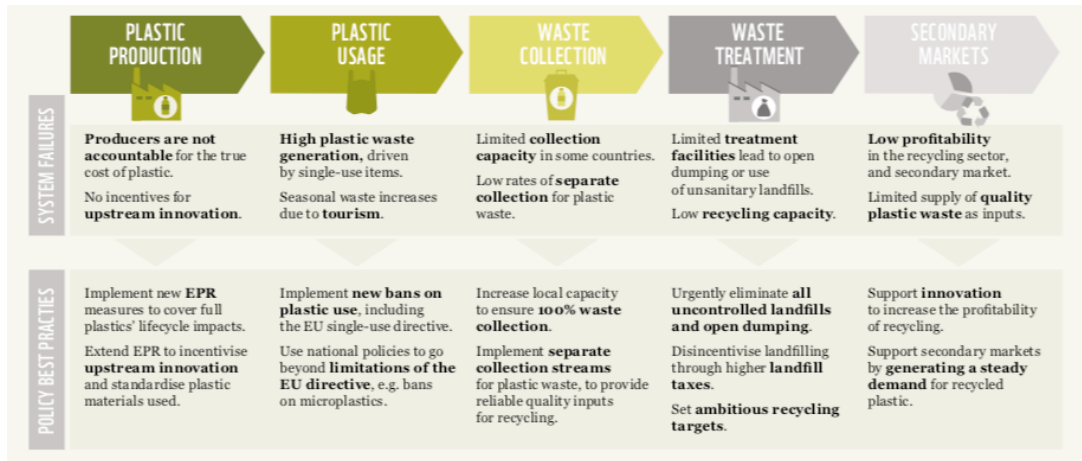 PLASTIC
PRODUCTION
PLASTIC
USAGE
WASTE
COLLECTION
WASTE
TREATMENT
SECONDARY
MARKETS
SYSTEM FAILURES
Producers are not
accountable for the true
cost of plastic.
No incentives for
upstream innovation.
High plastic waste
generation, driven
by single-use items.
Seasonal waste increases
due to tourism.
Limited collection
capacity in some countries.
Low rates of separate
collection for plastic
waste.
Limited treatment
facilities lead to open
dumping or use
of unsanitary landfills.
Low recycling capacity.
Low profitability
in the recycling sector,
and secondary market.
Limited supply of quality
plastic waste as inputs.
POLICY BEST PRACTIES
Implement new EPR
measures to cover full
plastics' lifecycle impacts.
Extend EPR to incentivise
upstream innovation
and standardise plastic
materials used.
Implement new bans on
plastic use, including
the EU single-use directive.
Use national policies to go
beyond limitations of the
EU directive, e.g. bans
on microplastics.
Increase local capacity
to ensure 100% waste
collection.
Implement separate
collection streams
for plastic waste, to provide
reliable quality inputs
for recycling.
Urgently eliminate all
uncontrolled landfills
and open dumping.
Disincentivise landfilling
through higher landfill
taxes.
Set ambitious recycling
targets.
Support innovation
to increase the profitability
of recycling.
Support secondary markets
by generating a steady
demand for recycled
plastic.